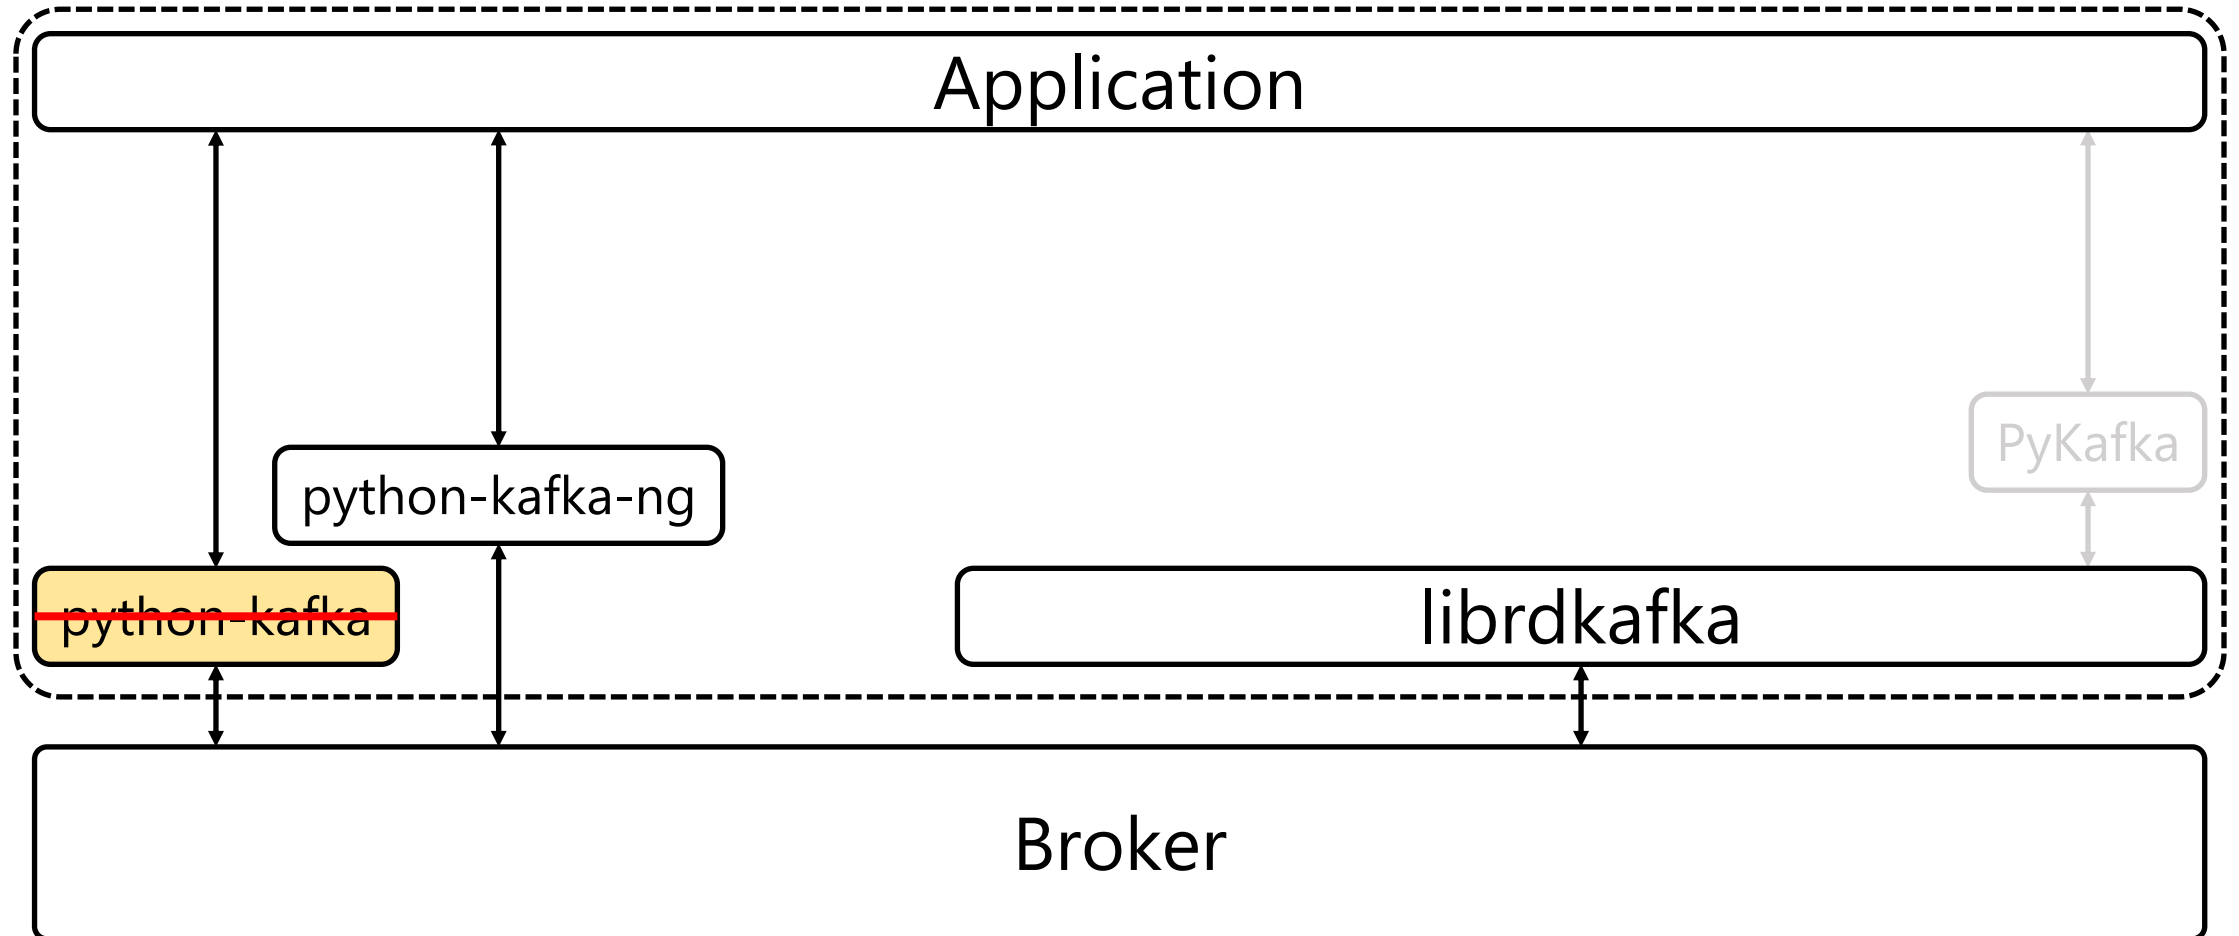 Application
PyKafka
python-kafka-ng
python-kafka
librdkafka
Broker